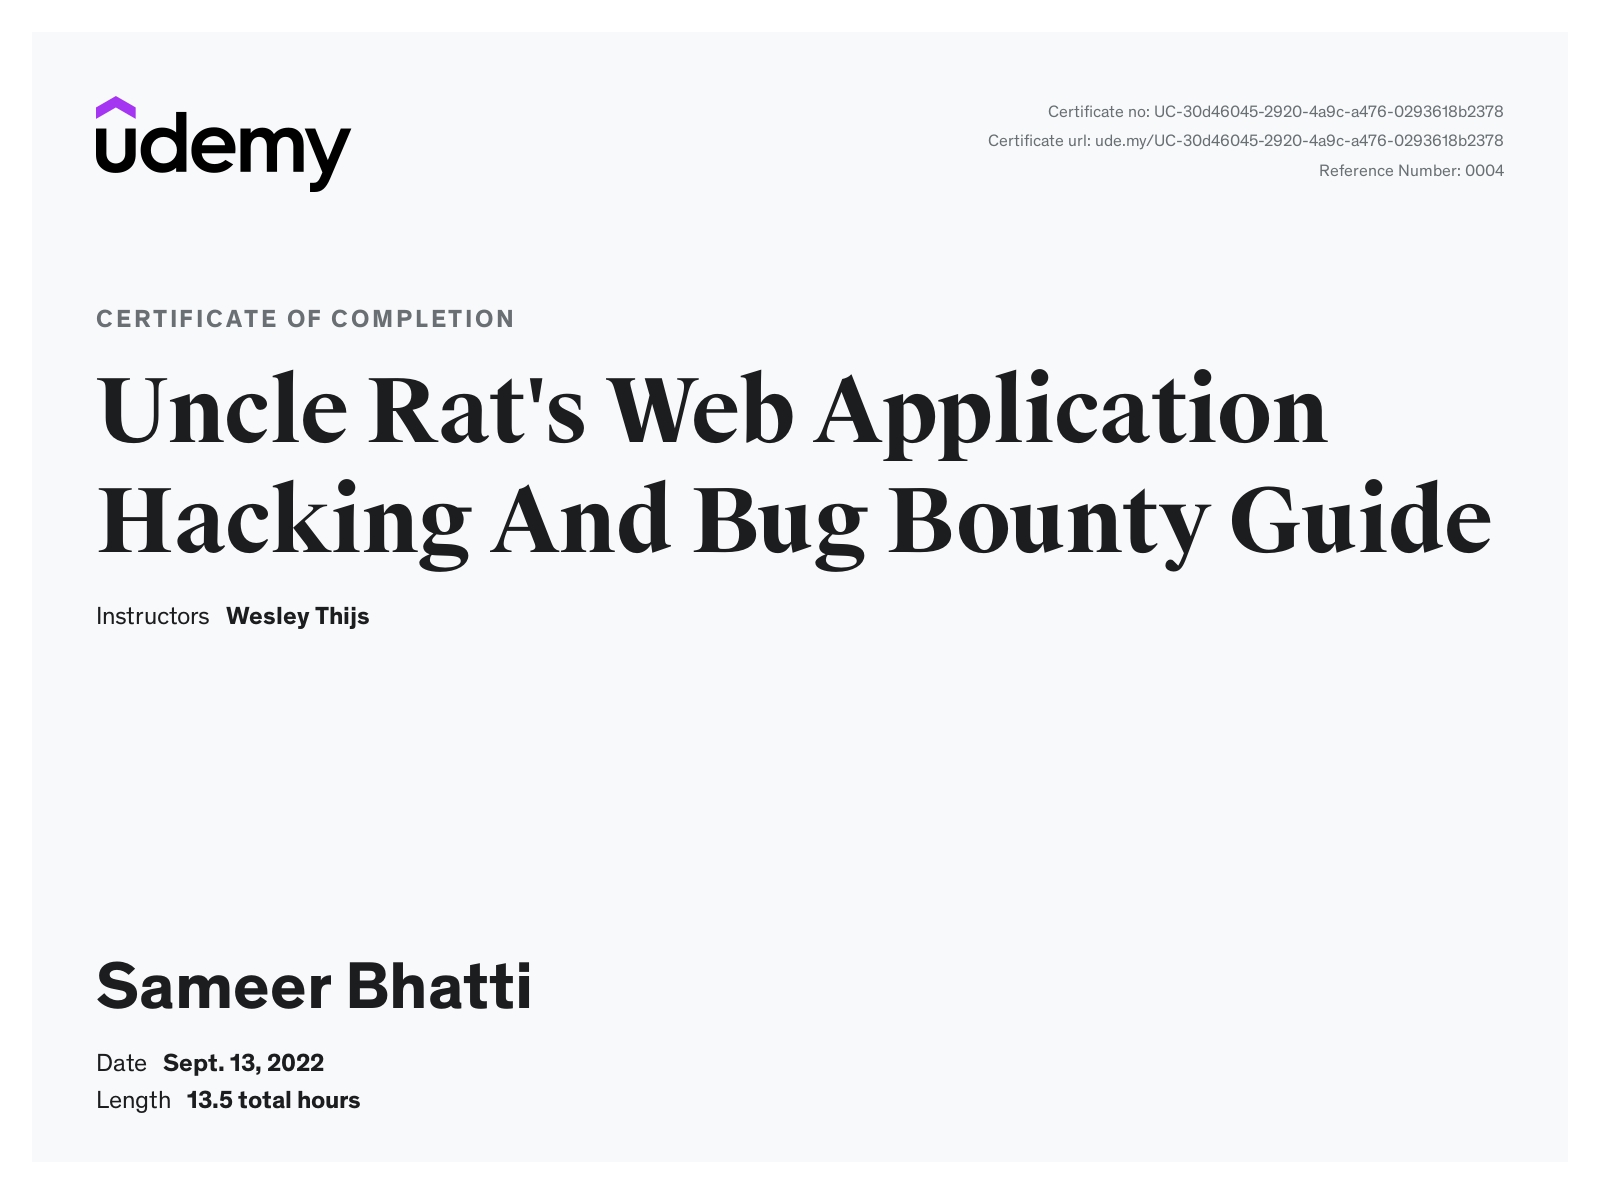 udemy
Certificate no: UC-30d46045-2920-4a9c-a476-0293618b2378
Certificate url: ude.my/UC-30d46045-2920-4a9c-a476-0293618b2378
Reference Number: 0004
CERTIFICATE OF COMPLETION
Uncle Rat's Web Application
Hacking And Bug Bounty Guide
Instructors Wesley Thijs
Sameer Bhatti
Date Sept. 13, 2022
Length 13.5 total hours